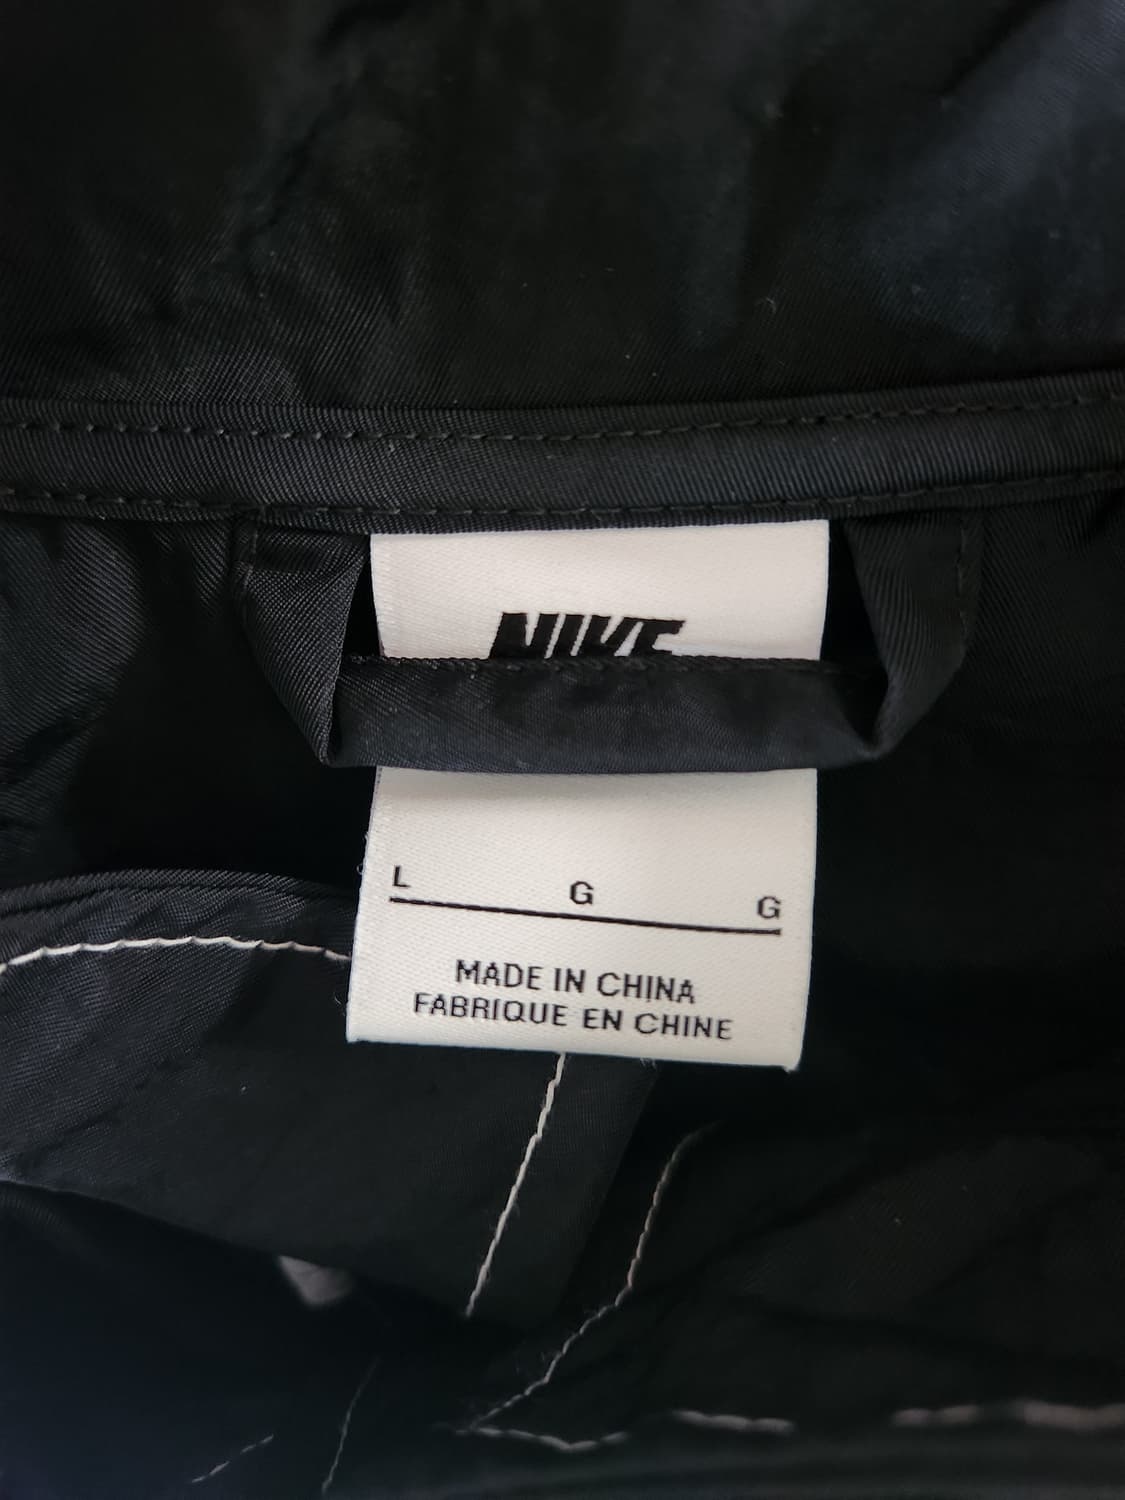 NIKE
L G G
MADE IN CHINA
FABRIQUE EN CHINE